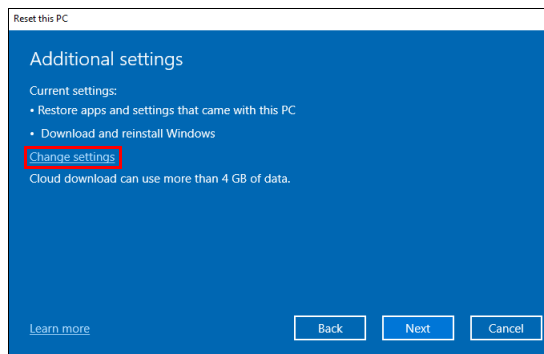 Reset this PC
Additional settings
Current settings:
• Restore apps and settings that came with this PC
• Download and reinstall Windows
Change settings
Cloud download can use more than 4 GB of data.
Learn more
Back
Next
Cancel